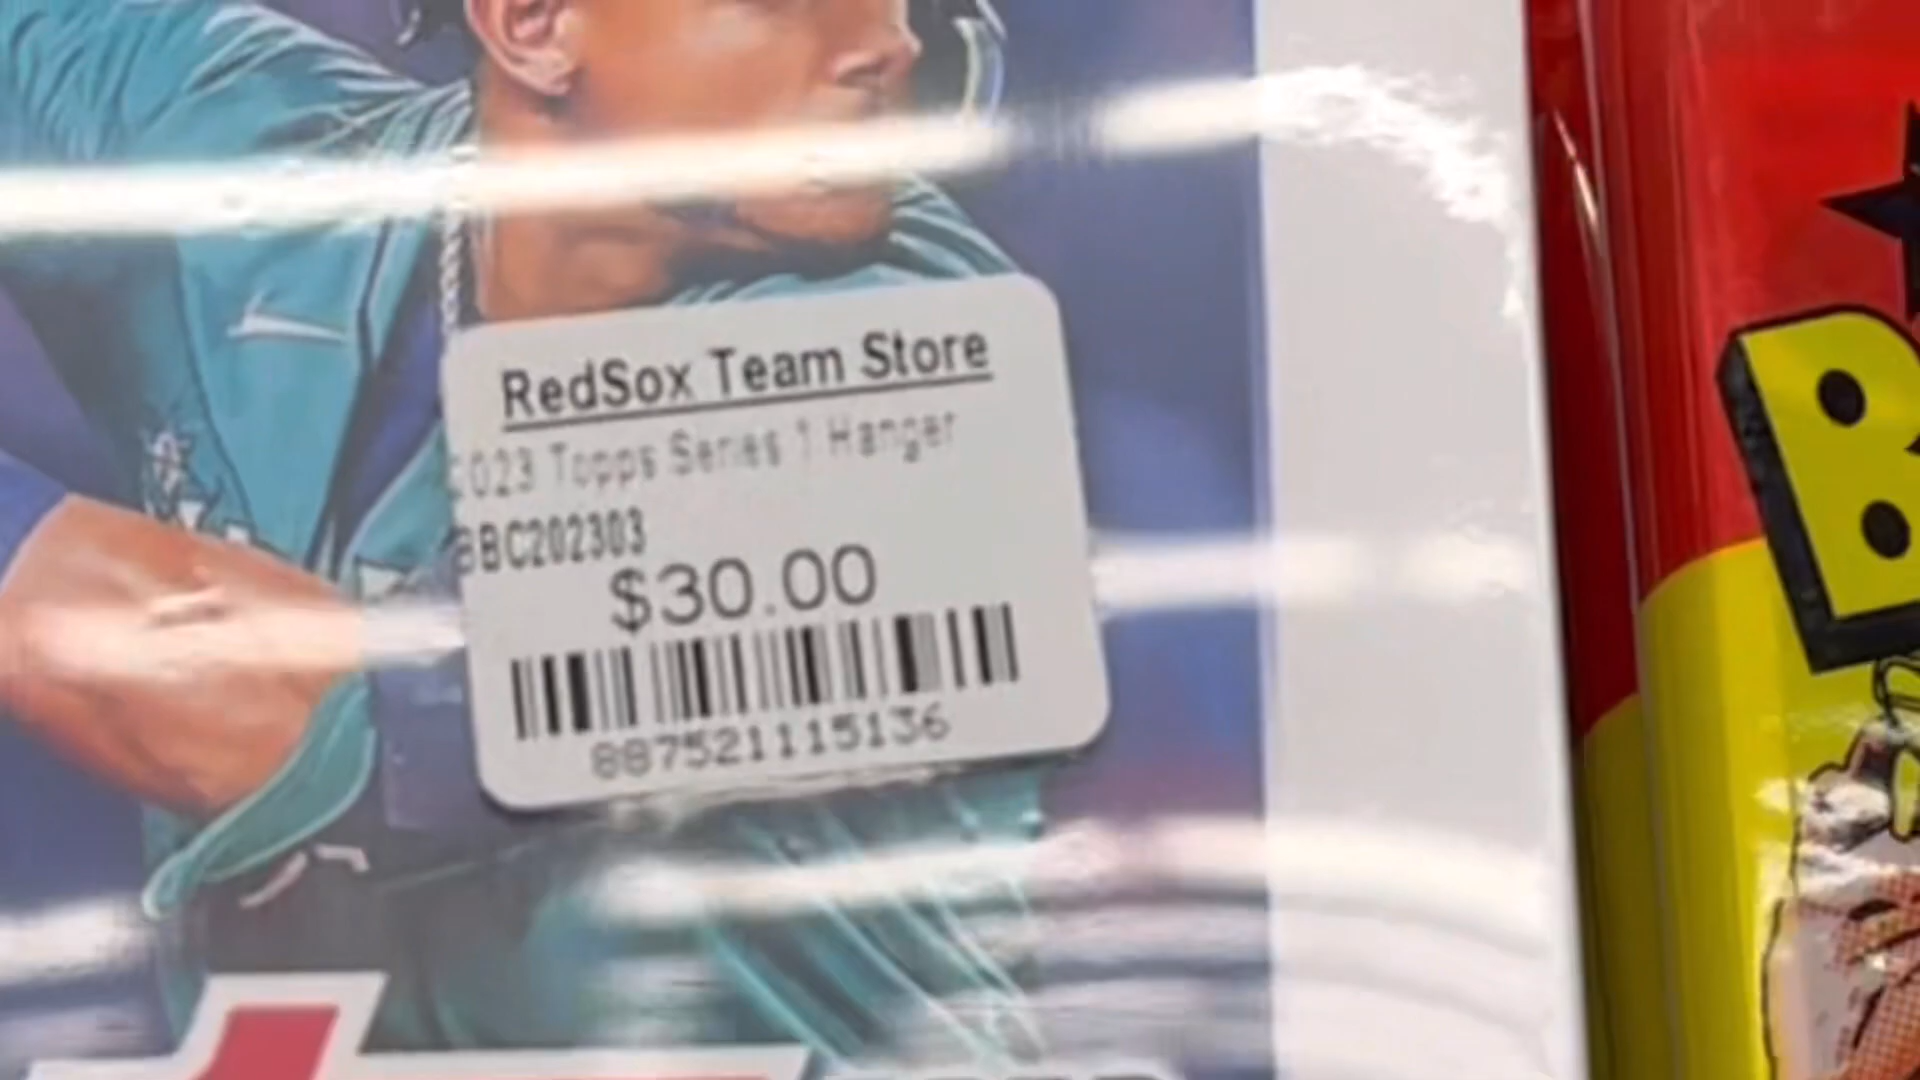 RedSox Team Store
2023 Topps Series 1 Hanger
BBC202303
$30.00
887521115136
B